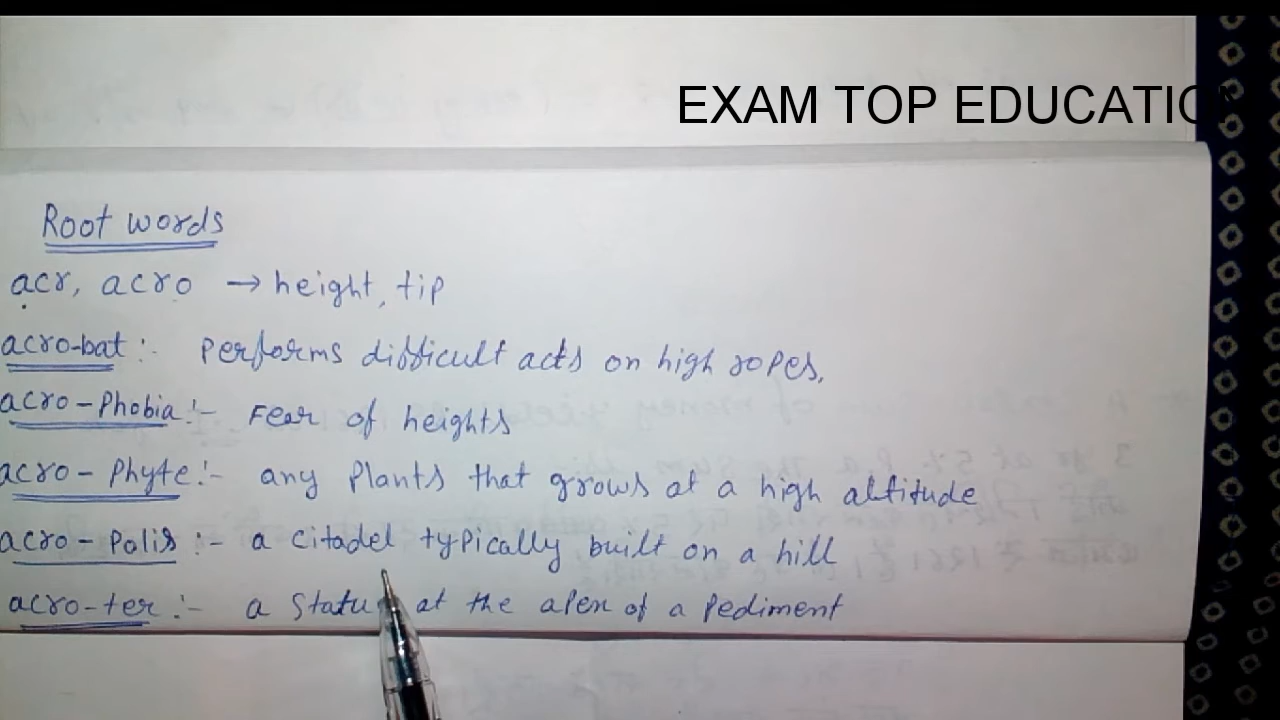 EXAM TOP EDUCATION
Root words
acr, acro → height, tip
acro-bat :- Performs difficult acts on high ropes.
acro-Phobia :- Fear of heights
acro-Phyte :- any Plants that grows at a high altitude
acro-Polis :- a citadel typically built on a hill
acro-ter :- a at the apex of a Pediment